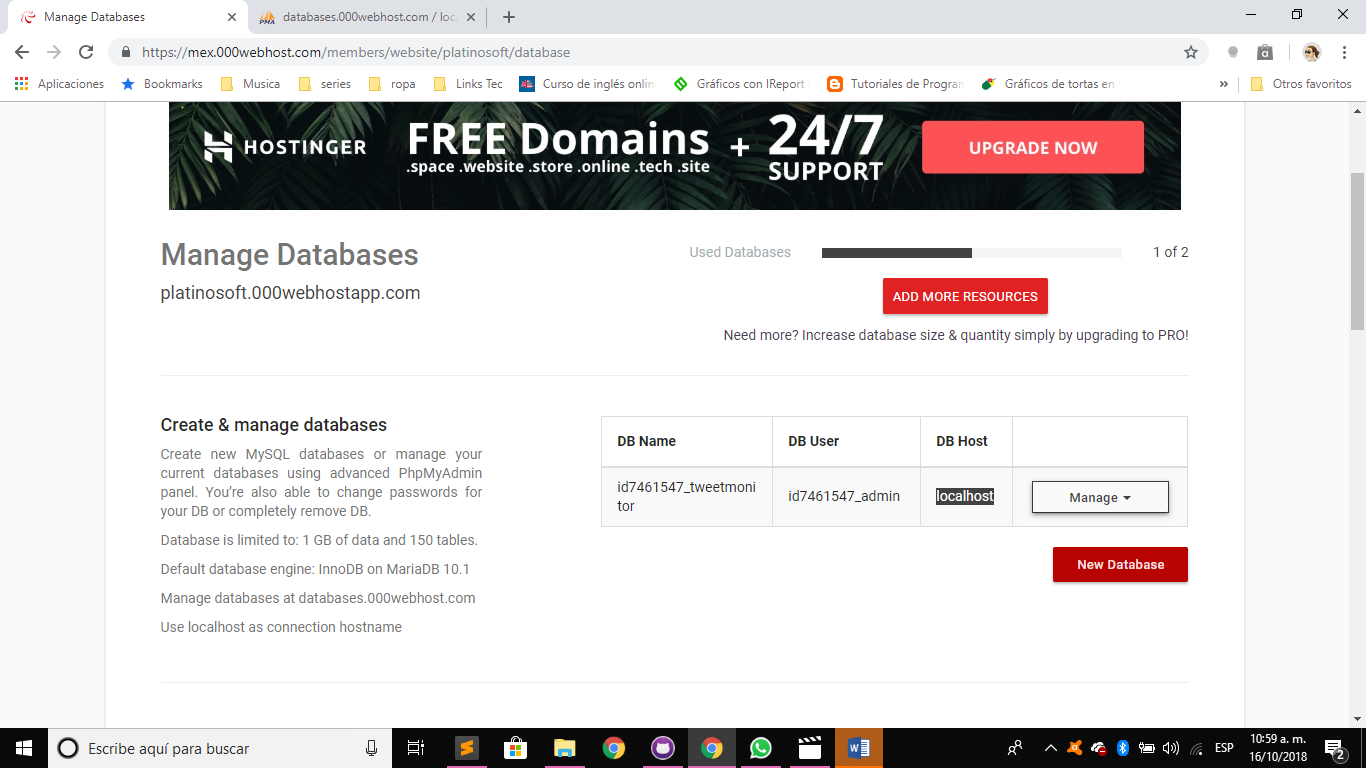 Manage Databases
databases.000webhost.com / loc
https://mex.000webhost.com/members/website/platinosoft/database
Aplicaciones
Bookmarks
Musica
series
ropa
Links Tec
Curso de inglés onlin
Gráficos con IReport
Tutoriales de Program
Gráficos de tortas en
»
Otros favoritos
HOSTINGER
FREE Domains
.space .website .store .online .tech .site
+
24/7
SUPPORT
UPGRADE NOW
Manage Databases
platinosoft.000webhostapp.com
Used Databases
1 of 2
ADD MORE RESOURCES
Need more? Increase database size & quantity simply by upgrading to PRO!
Create & manage databases
Create new MySQL databases or manage your
current databases using advanced PhpMyAdmin
panel. You're also able to change passwords for
your DB or completely remove DB.
Database is limited to: 1 GB of data and 150 tables.
Default database engine: InnoDB on MariaDB 10.1
Manage databases at databases.000webhost.com
Use localhost as connection hostname
DB Name
DB User
DB Host
id7461547_tweetmoni
tor
id7461547_admin
localhost
Manage
New Database
Escribe aquí para buscar
ESP
10:59 a. m.
16/10/2018
2